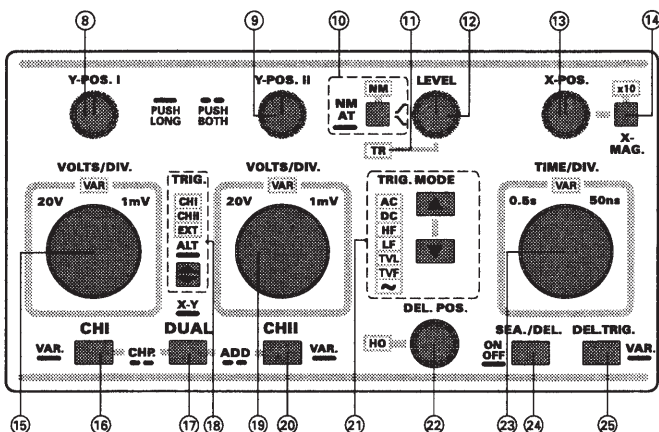 8 9 10 11 12 13 14
Y-POS. I
PUSH LONG
PUSH BOTH
Y-POS. II
NM
AT
NM
LEVEL
TR
X-POS.
x10
X-MAG.
VOLTS/DIV.
VAR
20V 1mV
TRIG.
CHI
CHII
EXT
ALT
X-Y
VOLTS/DIV.
VAR
20V 1mV
TRIG. MODE
AC
DC
HF
LF
TVL
TVF
~
TIME/DIV.
VAR
0.5s 50ns
CHI
VAR.
CHP.
DUAL
ADD
CHII
VAR.
HO
DEL. POS.
SEA./DEL.
ON
OFF
DEL.TRIG.
VAR.
15 16 17 18 19 20 21 22 23 24 25